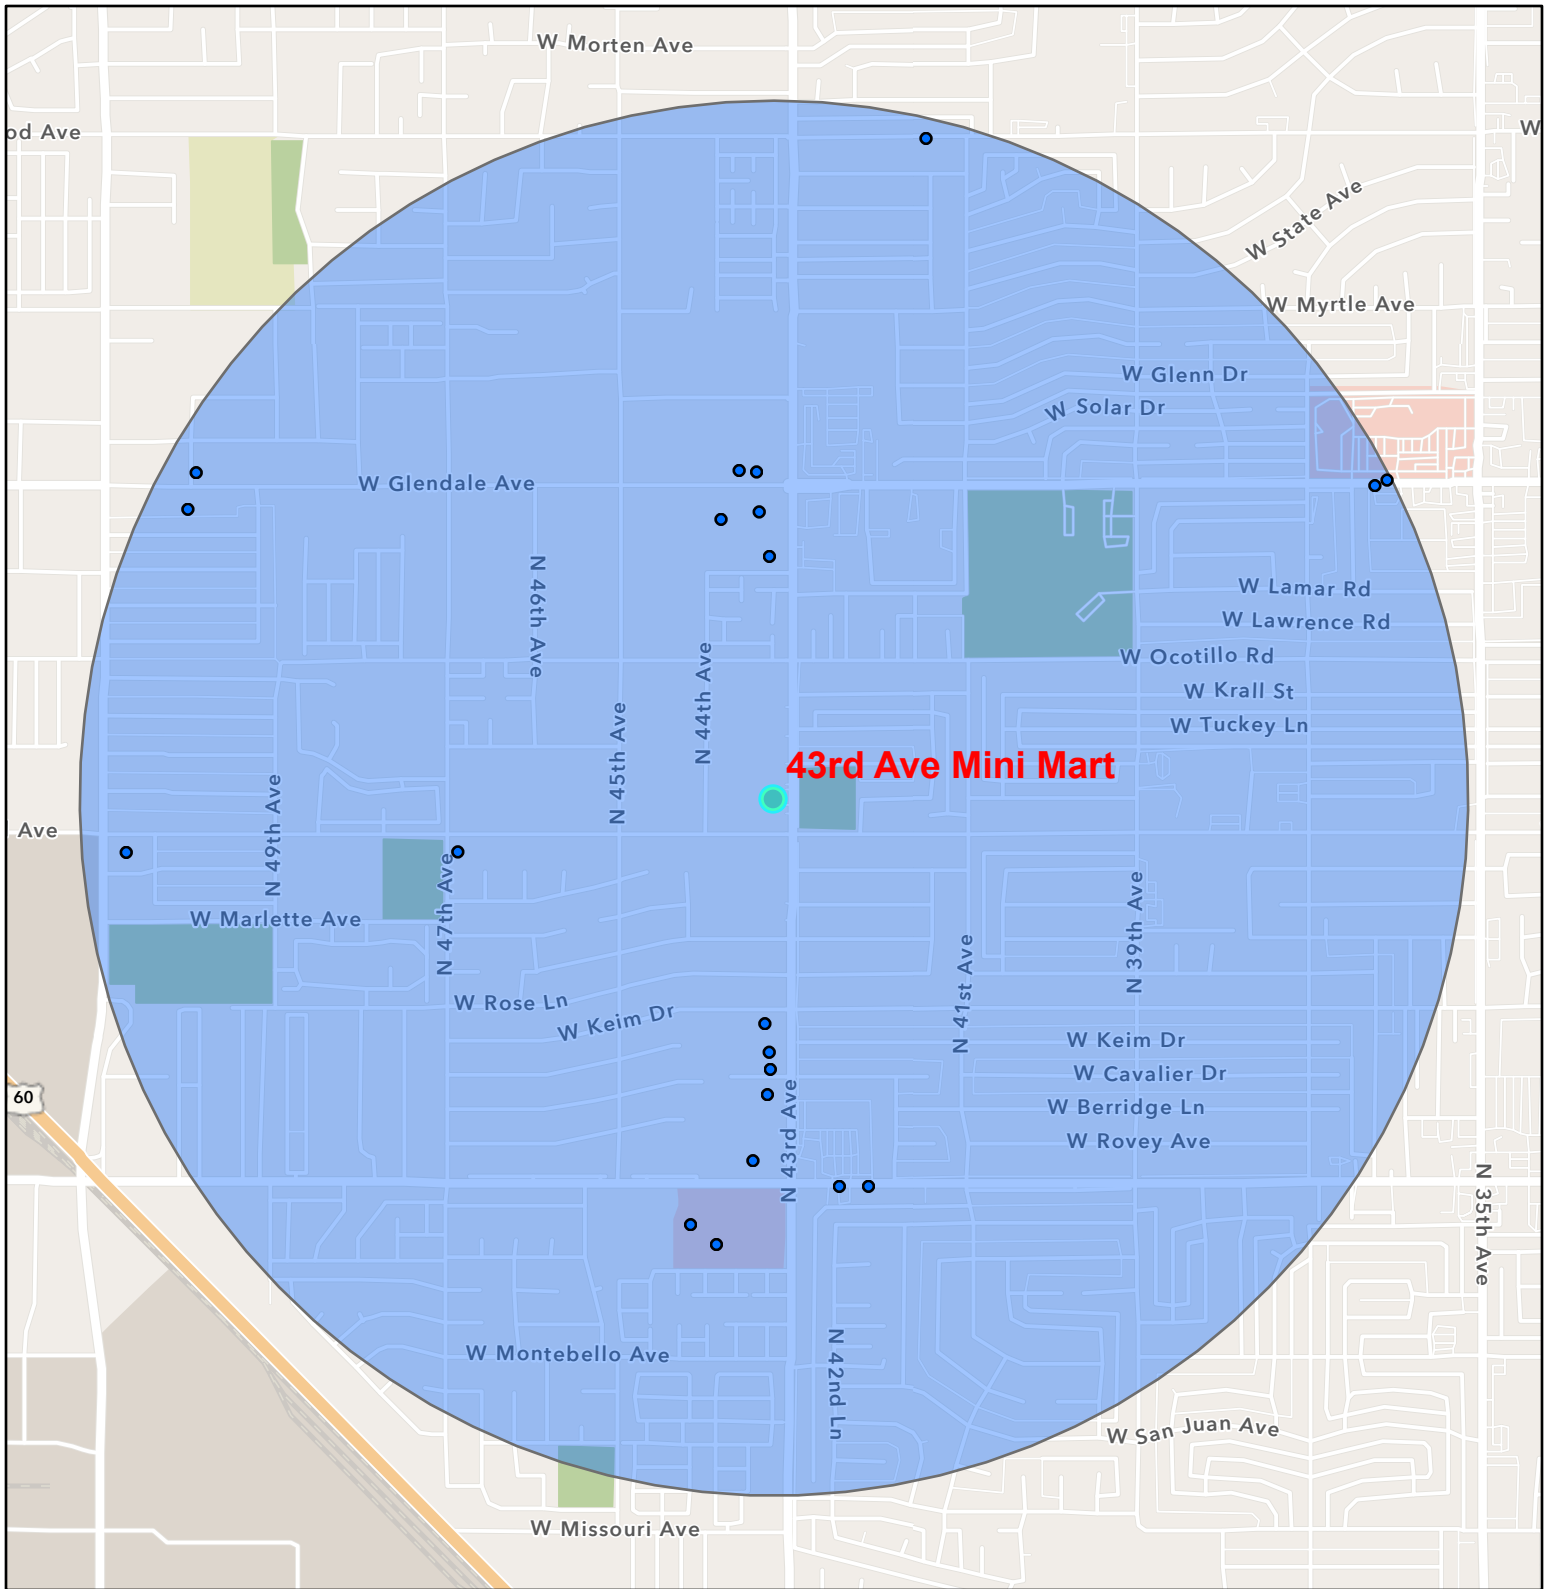 W Morten Ave
od Ave
W
W State Ave
W Myrtle Ave
W Glenn Dr
W Solar Dr
W Glendale Ave
N 46th Ave
W Lamar Rd
W Lawrence Rd
W Ocotillo Rd
N 44th Ave
W Krall St
N 45th Ave
W Tuckey Ln
43rd Ave Mini Mart
N 49th Ave
Ave
N 47th Ave
N 39th Ave
W Marlette Ave
N 41st Ave
W Rose Ln
W Keim Dr
W Keim Dr
W Cavalier Dr
60
W Berridge Ln
N 43rd Ave
W Rovey Ave
N 35th Ave
W Montebello Ave
N 42nd Ln
W San Juan Ave
W Missouri Ave